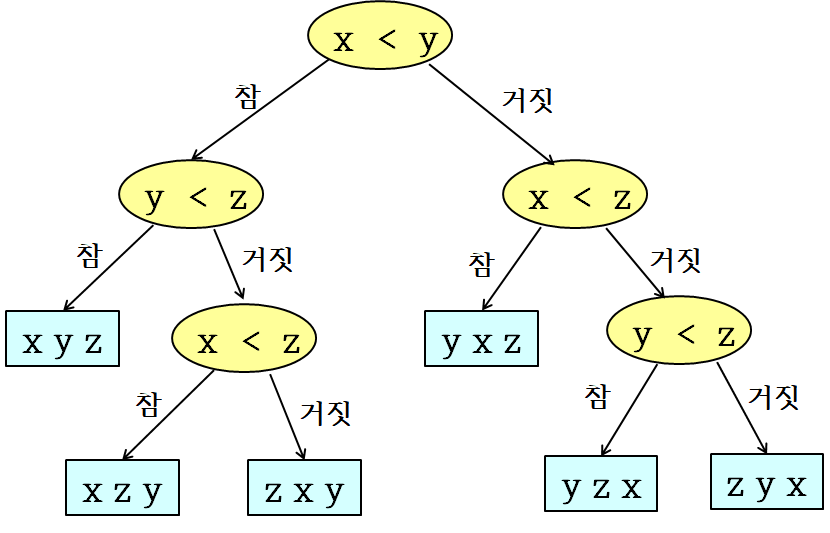 x < y
참
거짓
y < z
x < z
참
거짓
참
거짓
x y z
x < z
y x z
y < z
참
거짓
참
거짓
x z y
z x y
y z x
z y x